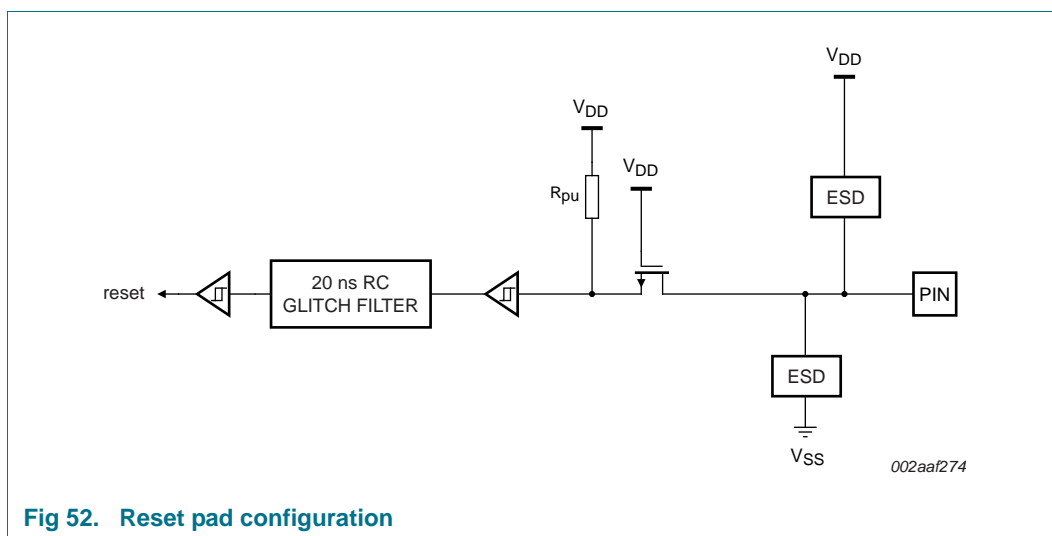 VDD
VDD
VDD
ESD
Rpu
reset
20 ns RC
GLITCH FILTER
PIN
ESD
VSS
002aaf274
Fig 52. Reset pad configuration